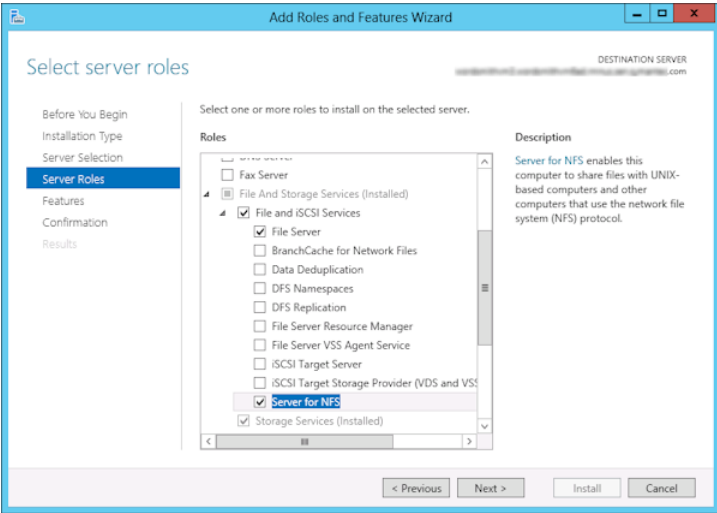 Add Roles and Features Wizard
Select server roles
DESTINATION SERVER
.com
Before You Begin
Installation Type
Server Selection
Server Roles
Features
Confirmation
Results
Select one or more roles to install on the selected server.
Roles
Fax Server
File And Storage Services (Installed)
File and iSCSI Services
File Server
BranchCache for Network Files
Data Deduplication
DFS Namespaces
DFS Replication
File Server Resource Manager
File Server VSS Agent Service
iSCSI Target Server
iSCSI Target Storage Provider (VDS and VSS
Server for NFS
Storage Services (Installed)
Description
Server for NFS enables this
computer to share files with UNIX-
based computers and other
computers that use the network file
system (NFS) protocol.
< Previous
Next >
Install
Cancel